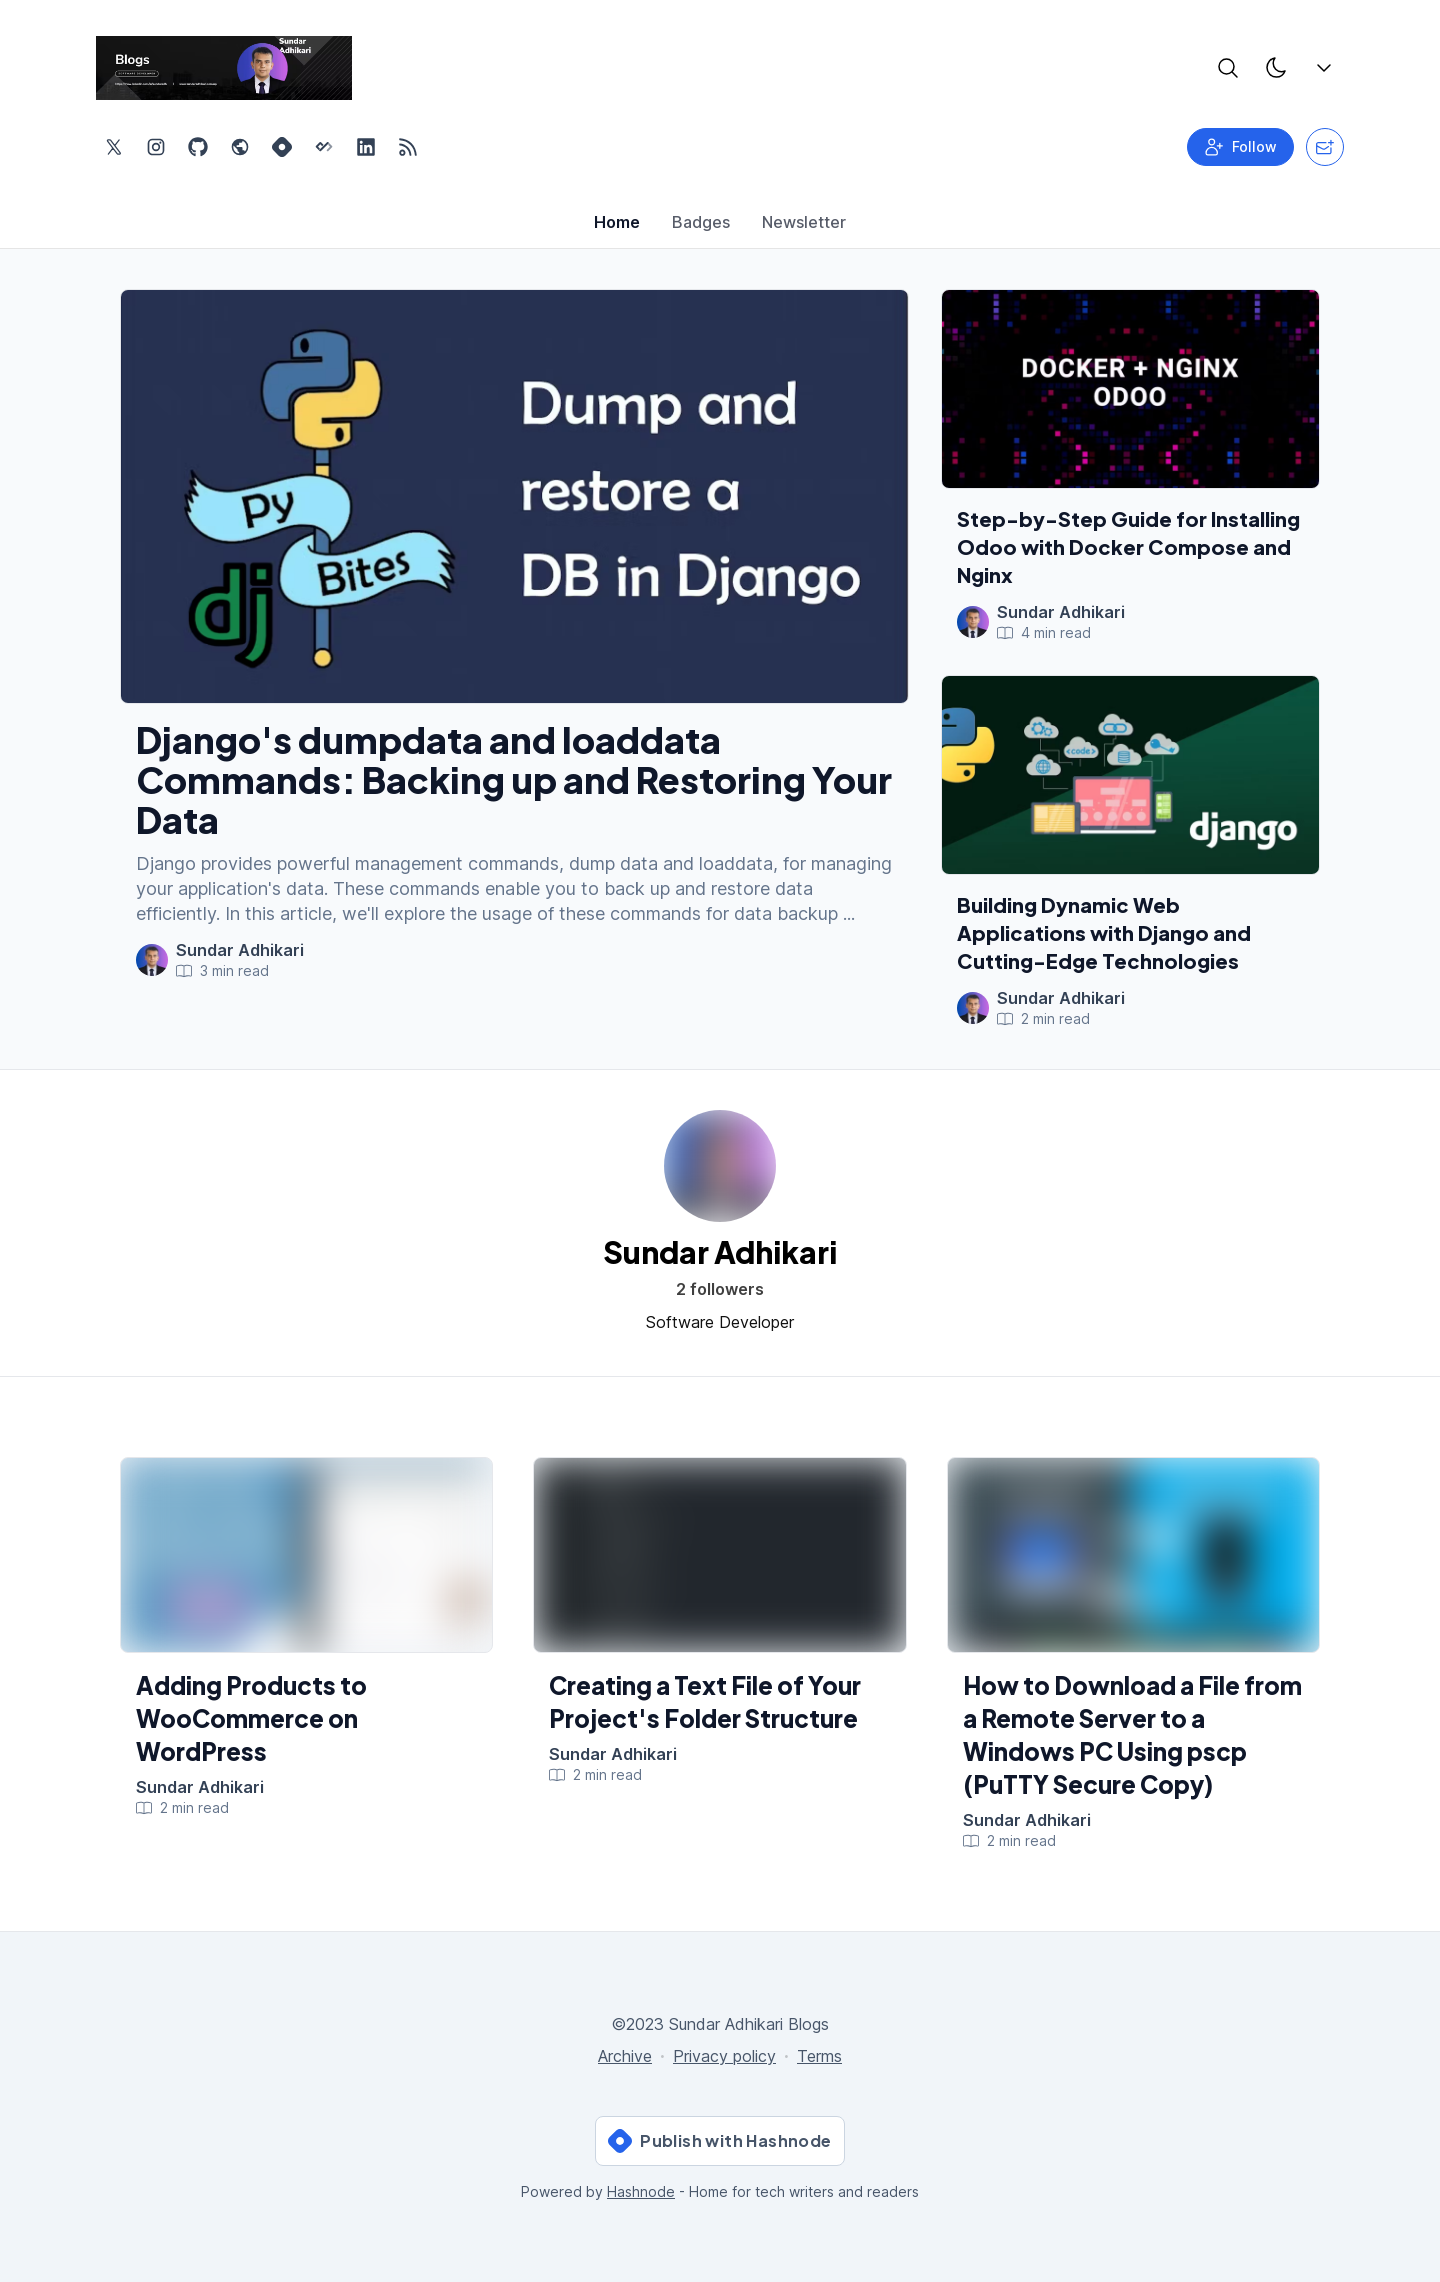 Blogs
SOFTWARE DEVELOPER
Sundar
Adhikari
Follow
Home
Badges
Newsletter
Py
Bites
dj
Dump and
restore a
DB in Django
Django's dumpdata and loaddata
Commands: Backing up and Restoring Your
Data
Django provides powerful management commands, dump data and loaddata, for managing
your application's data. These commands enable you to back up and restore data
efficiently. In this article, we'll explore the usage of these commands for data backup ...
Sundar Adhikari
3 min read
DOCKER + NGINX
ODOO
Step-by-Step Guide for Installing
Odoo with Docker Compose and
Nginx
Sundar Adhikari
4 min read
<code>
django
Building Dynamic Web
Applications with Django and
Cutting-Edge Technologies
Sundar Adhikari
2 min read
Sundar Adhikari
2 followers
Software Developer
Adding Products to
WooCommerce on
WordPress
Sundar Adhikari
2 min read
Creating a Text File of Your
Project's Folder Structure
Sundar Adhikari
2 min read
How to Download a File from
a Remote Server to a
Windows PC Using pscp
(PuTTY Secure Copy)
Sundar Adhikari
2 min read
©2023 Sundar Adhikari Blogs
Archive · Privacy policy · Terms
Publish with Hashnode
Powered by Hashnode - Home for tech writers and readers